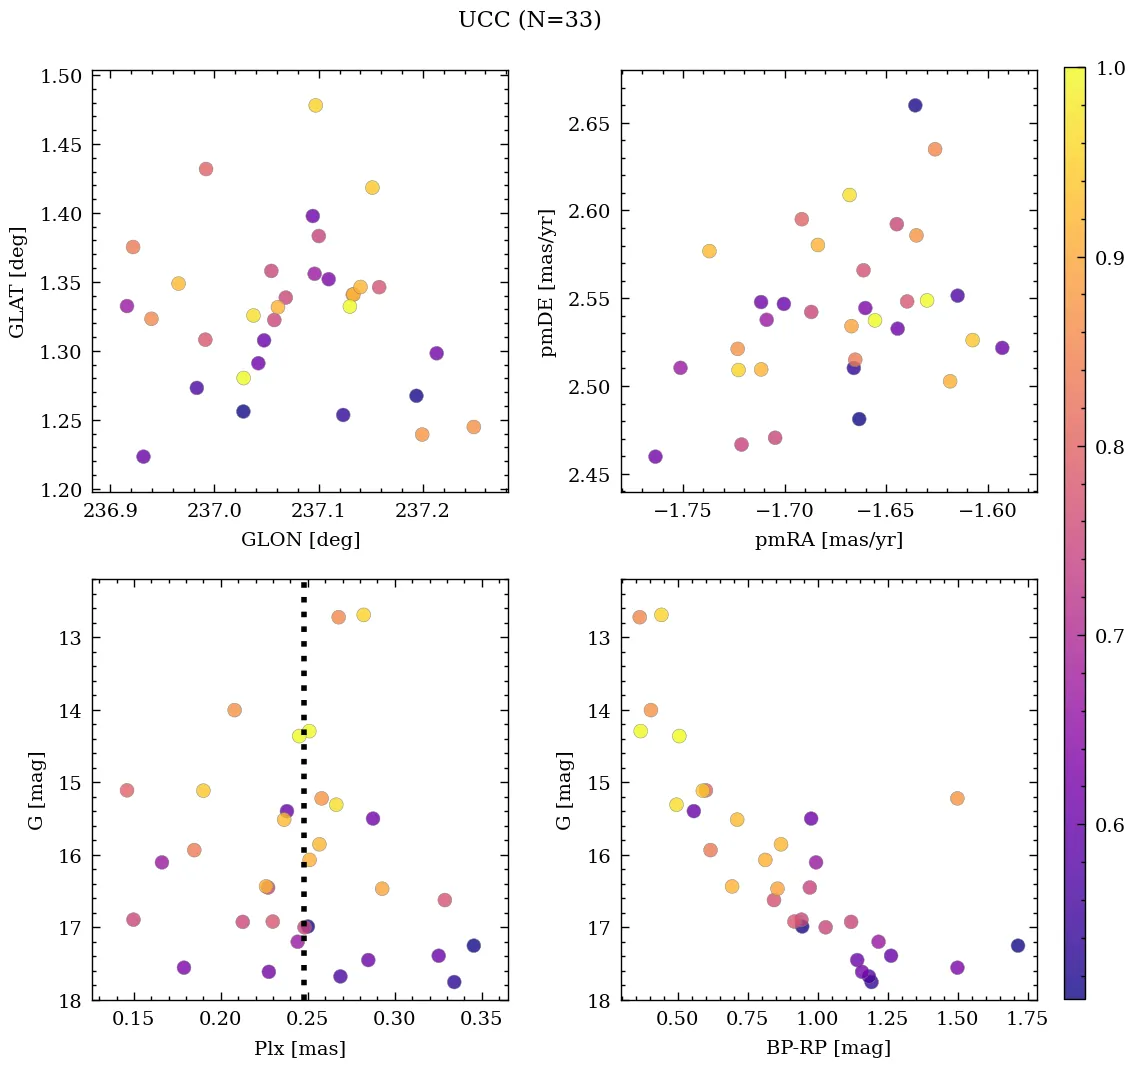 UCC (N=33)
1.50
1.45
1.40
1.35
1.30
1.25
1.20
GLAT [deg]
236.9 237.0 237.1 237.2
GLON [deg]
2.65
2.60
2.55
2.50
2.45
pmDE [mas/yr]
−1.75 −1.70 −1.65 −1.60
pmRA [mas/yr]
13
14
15
16
17
18
G [mag]
0.15 0.20 0.25 0.30 0.35
Plx [mas]
13
14
15
16
17
18
G [mag]
0.50 0.75 1.00 1.25 1.50 1.75
BP-RP [mag]
1.0
0.9
0.8
0.7
0.6